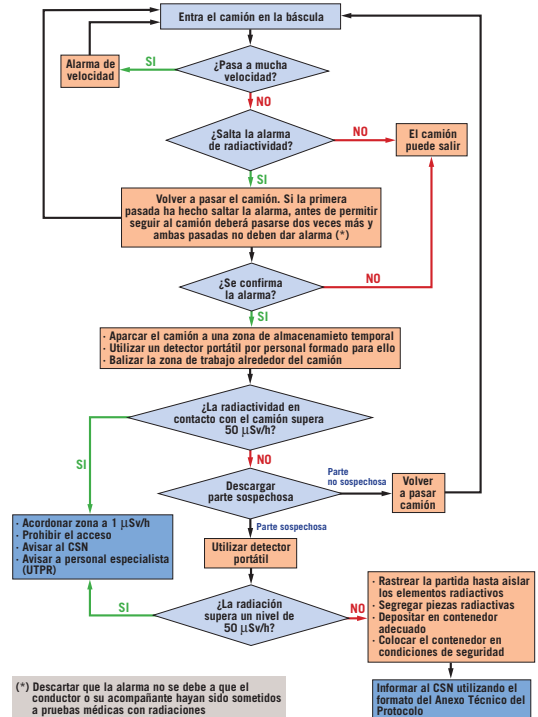 Entra el camión en la báscula
Alarma de
velocidad
SI
¿Pasa a mucha
velocidad?
NO
¿Salta la alarma
de radiactividad?
NO
El camión
puede salir
SI
Volver a pasar el camión. Si la primera
pasada ha hecho saltar la alarma, antes de permitir
seguir al camión deberá pasarse dos veces más y
ambas pasadas no deben dar alarma (*)
¿Se confirma
la alarma?
NO
SI
· Aparcar el camión a una zona de almacenamieto temporal
· Utilizar un detector portátil por personal formado para ello
· Balizar la zona de trabajo alrededor del camión
¿La radiactividad en
contacto con el camión supera
50 µSv/h?
SI
NO
Descargar
parte sospechosa
Parte
no sospechosa
Volver
a pasar
camión
Parte sospechosa
· Acordonar zona a 1 µSv/h
· Prohibir el acceso
· Avisar al CSN
· Avisar a personal especialista
(UTPR)
Utilizar detector
portátil
SI
¿La radiación
supera un nivel de
50 µSv/h?
NO
· Rastrear la partida hasta aislar
los elementos radiactivos
· Segregar piezas radiactivas
· Depositar en contenedor
adecuado
· Colocar el contenedor en
condiciones de seguridad
(*) Descartar que la alarma no se debe a que el
conductor o su acompañante hayan sido sometidos
a pruebas médicas con radiaciones
Informar al CSN utilizando el
formato del Anexo Técnico del
Protocolo